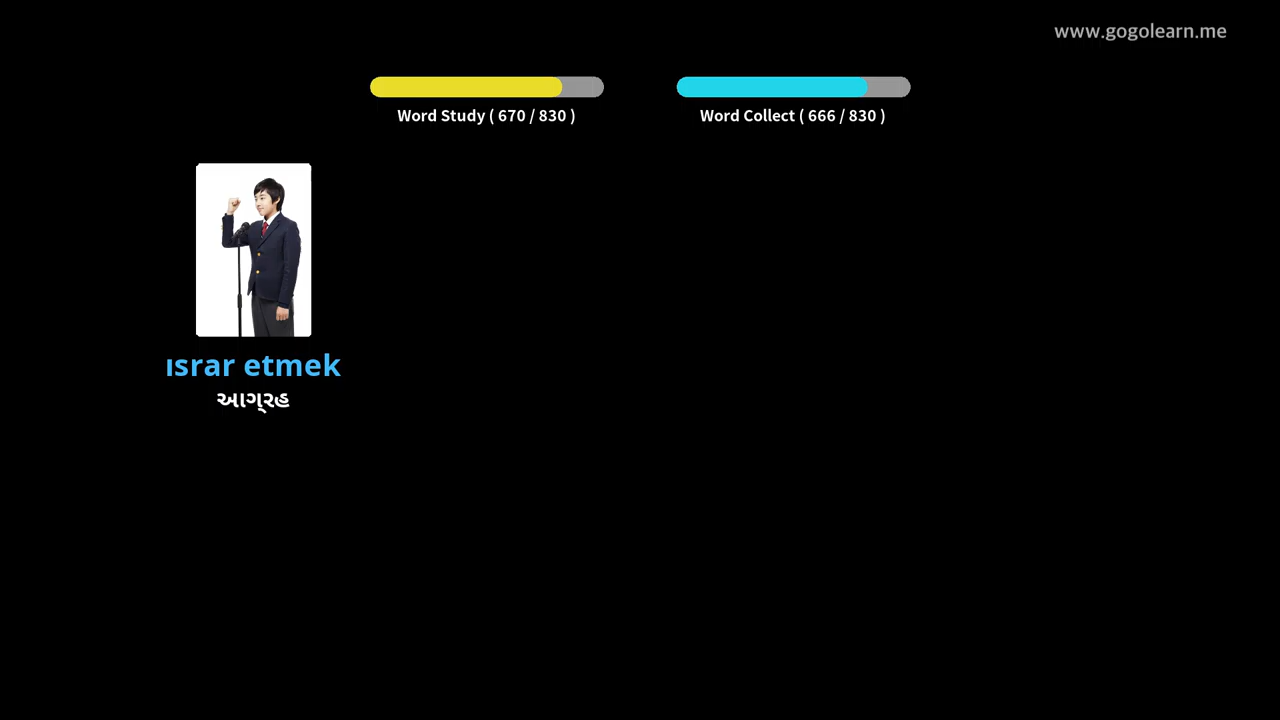 www.gogolearn.me
Word Study ( 670 / 830 )
Word Collect ( 666 / 830 )
ısrar etmek
આગ્રહ